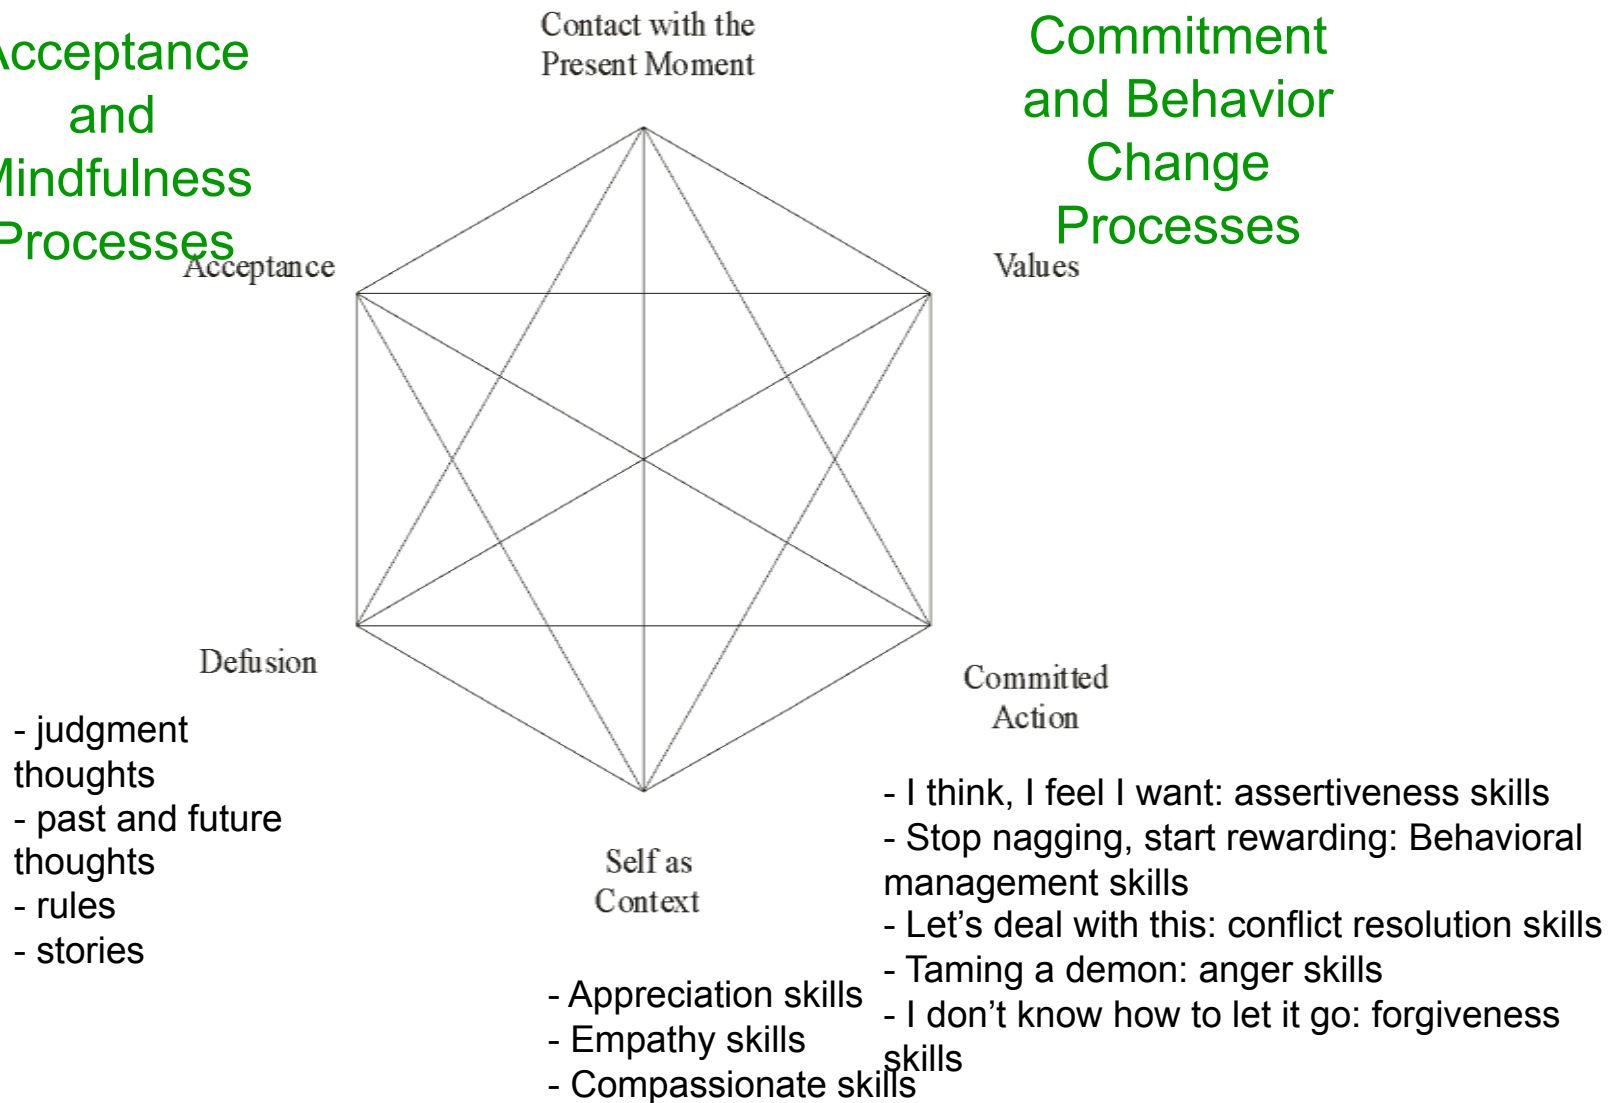 Acceptance
and
Mindfulness
Processes
Contact with the
Present Moment
Commitment
and Behavior
Change
Processes
Acceptance
Values
Defusion
Committed
Action
- judgment
thoughts
- past and future
thoughts
- rules
- stories
Self as
Context
- Appreciation skills
- Empathy skills
- Compassionate skills
- I think, I feel I want: assertiveness skills
- Stop nagging, start rewarding: Behavioral
management skills
- Let’s deal with this: conflict resolution skills
- Taming a demon: anger skills
- I don’t know how to let it go: forgiveness
skills